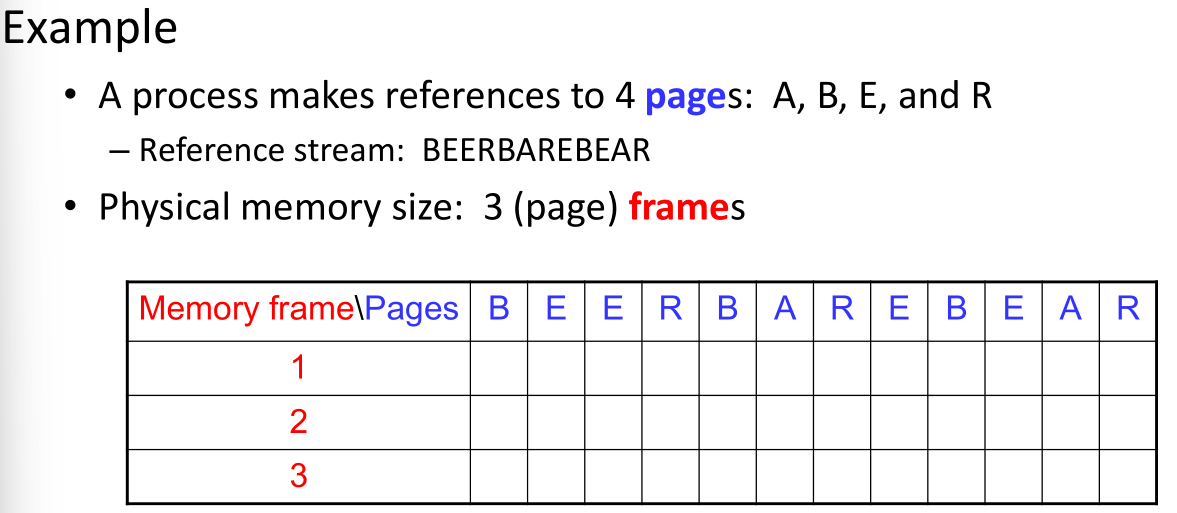 Example
• A process makes references to 4 pages: A, B, E, and R
– Reference stream: BEERBAREBEAR
• Physical memory size: 3 (page) frames
Memory frame\Pages B E E R B A R E B E A R
1
2
3